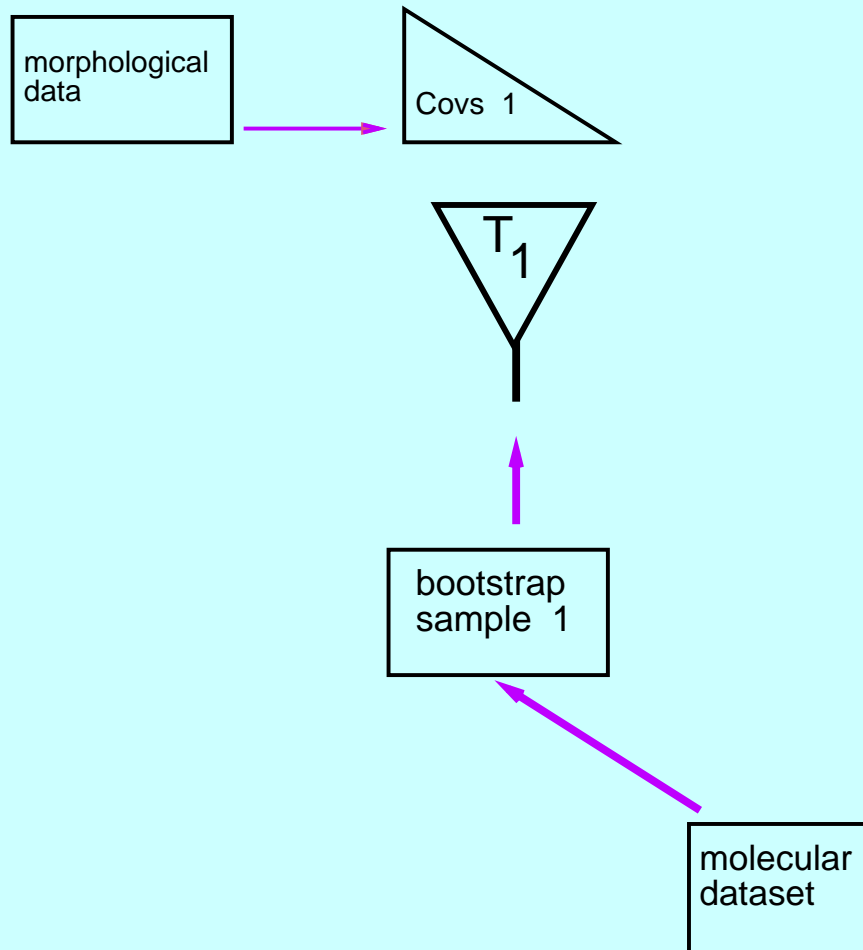 morphological
data
Covs 1
T1
bootstrap
sample 1
molecular
dataset